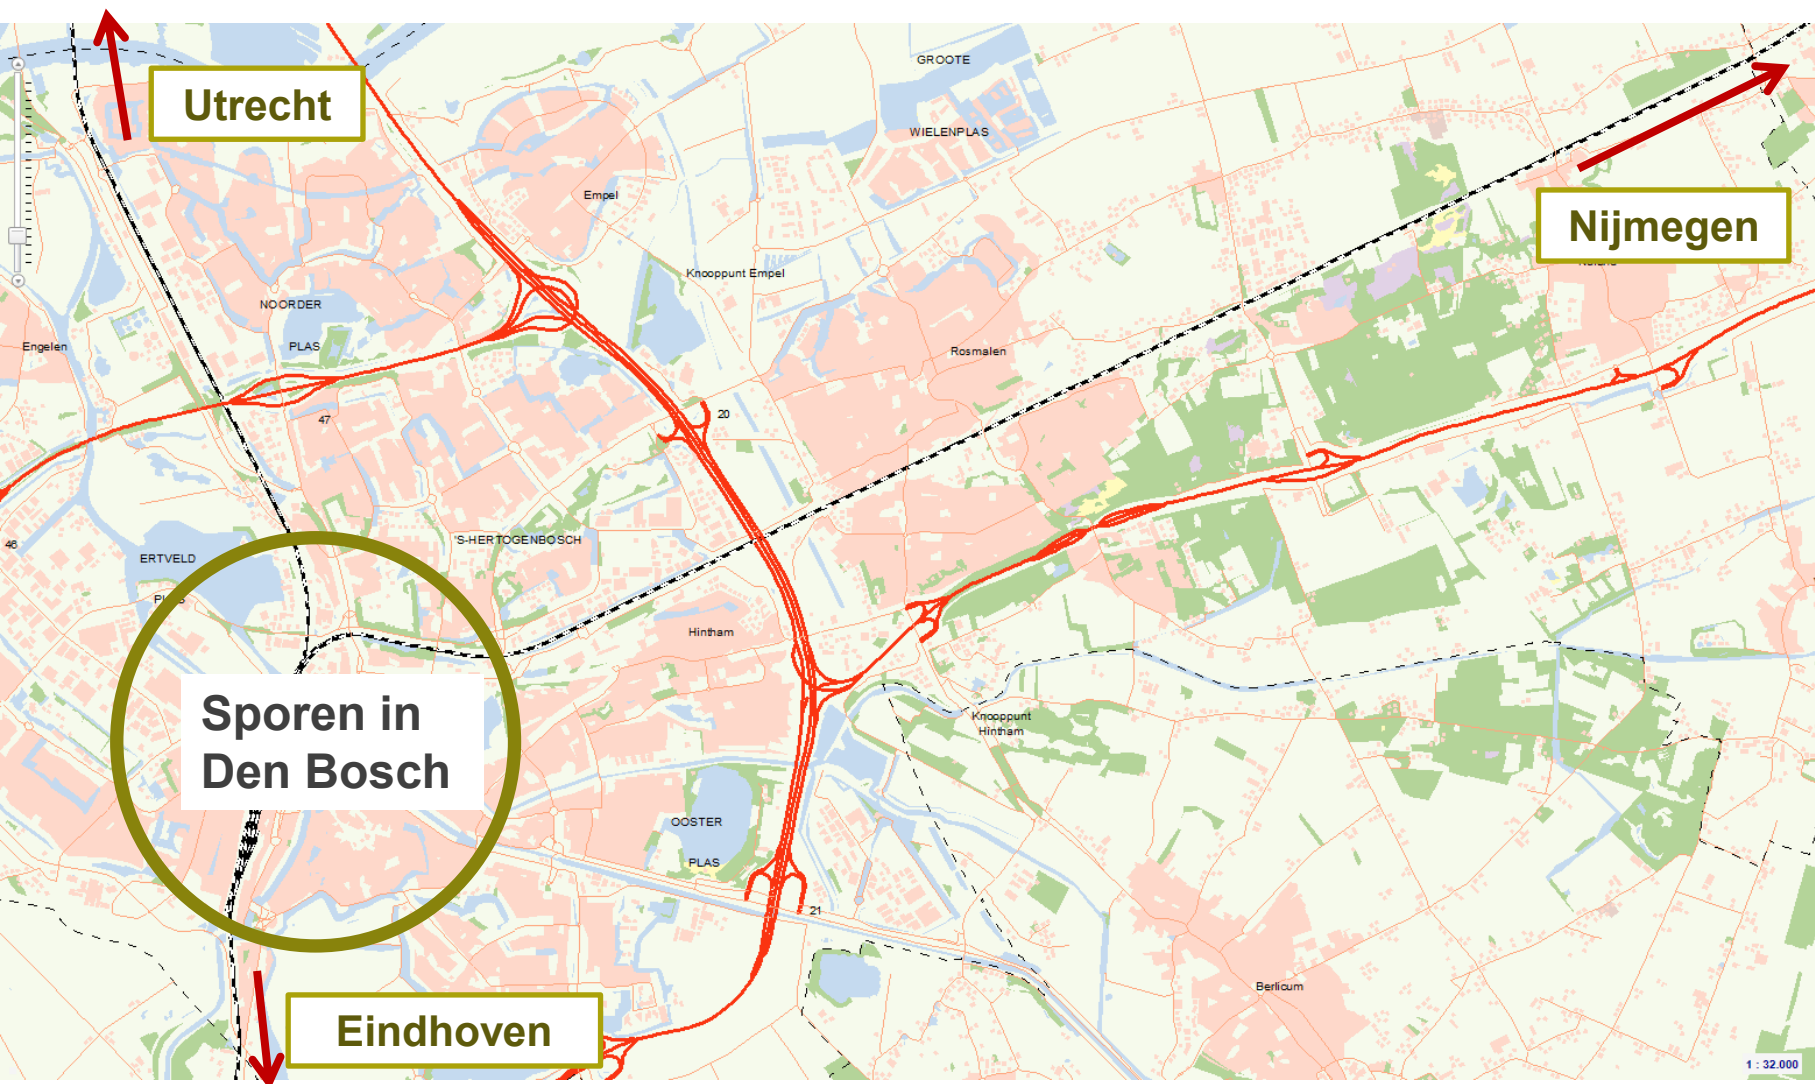 Utrecht
GROOTE
WIELENPLAS
Empel
Nijmegen
Knooppunt Empel
NOORDER
PLAS
Engelen
Rosmalen
20
47
46
'S-HERTOGENBOSCH
ERTVELD
Hintham
Sporen in
Den Bosch
Knooppunt
Hintham
OOSTER
PLAS
21
Berlicum
Eindhoven
1 : 32.000